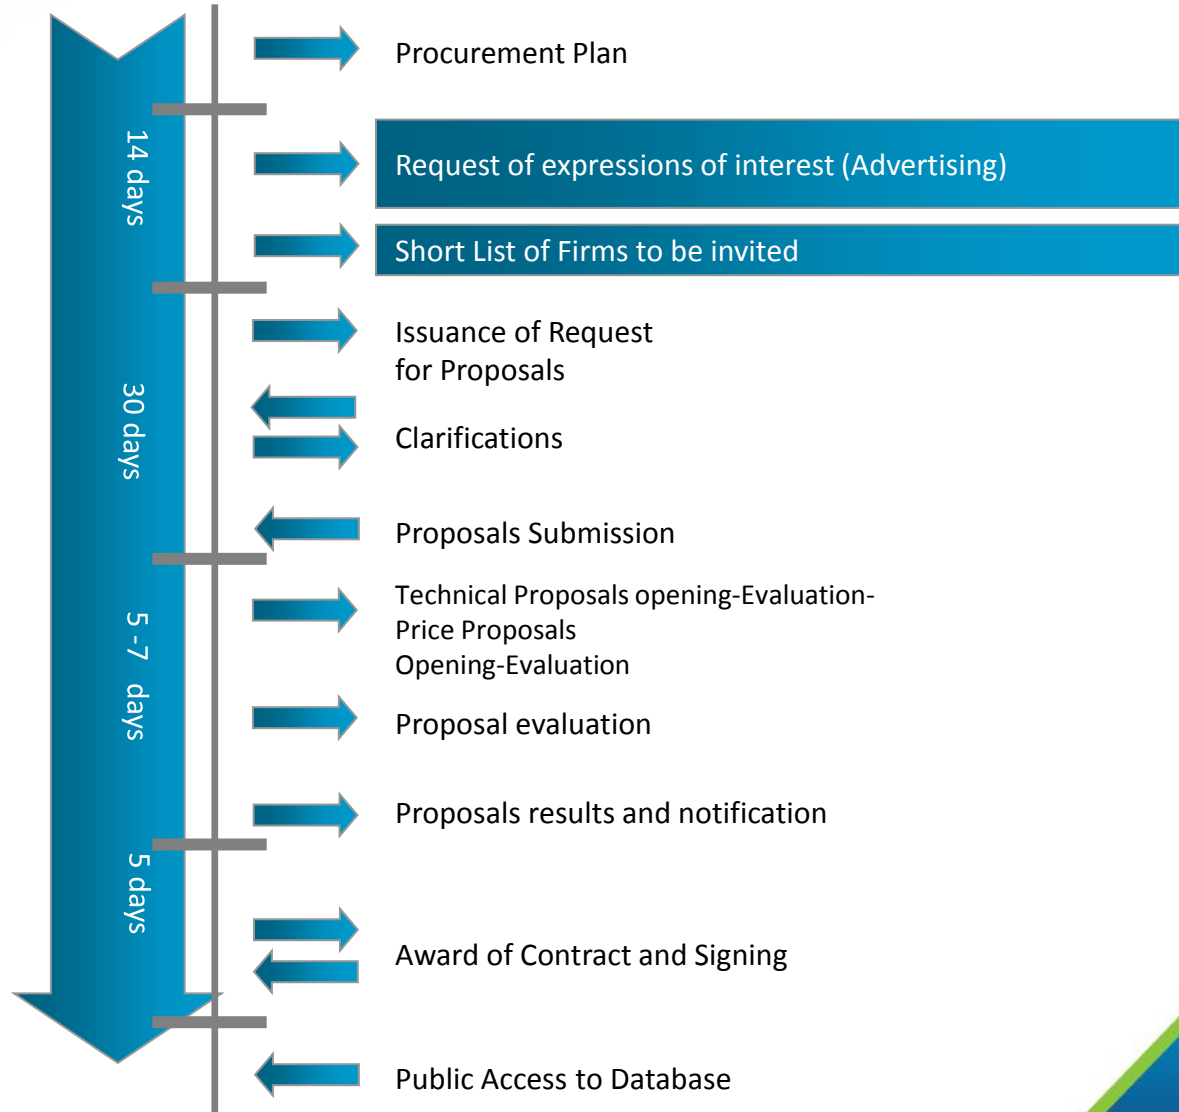 Procurement Plan
14 days
Request of expressions of interest (Advertising)
Short List of Firms to be invited
Issuance of Request
for Proposals
30 days
Clarifications
Proposals Submission
Technical Proposals opening-Evaluation-
Price Proposals
Opening-Evaluation
5 -7 days
Proposal evaluation
Proposals results and notification
5 days
Award of Contract and Signing
Public Access to Database